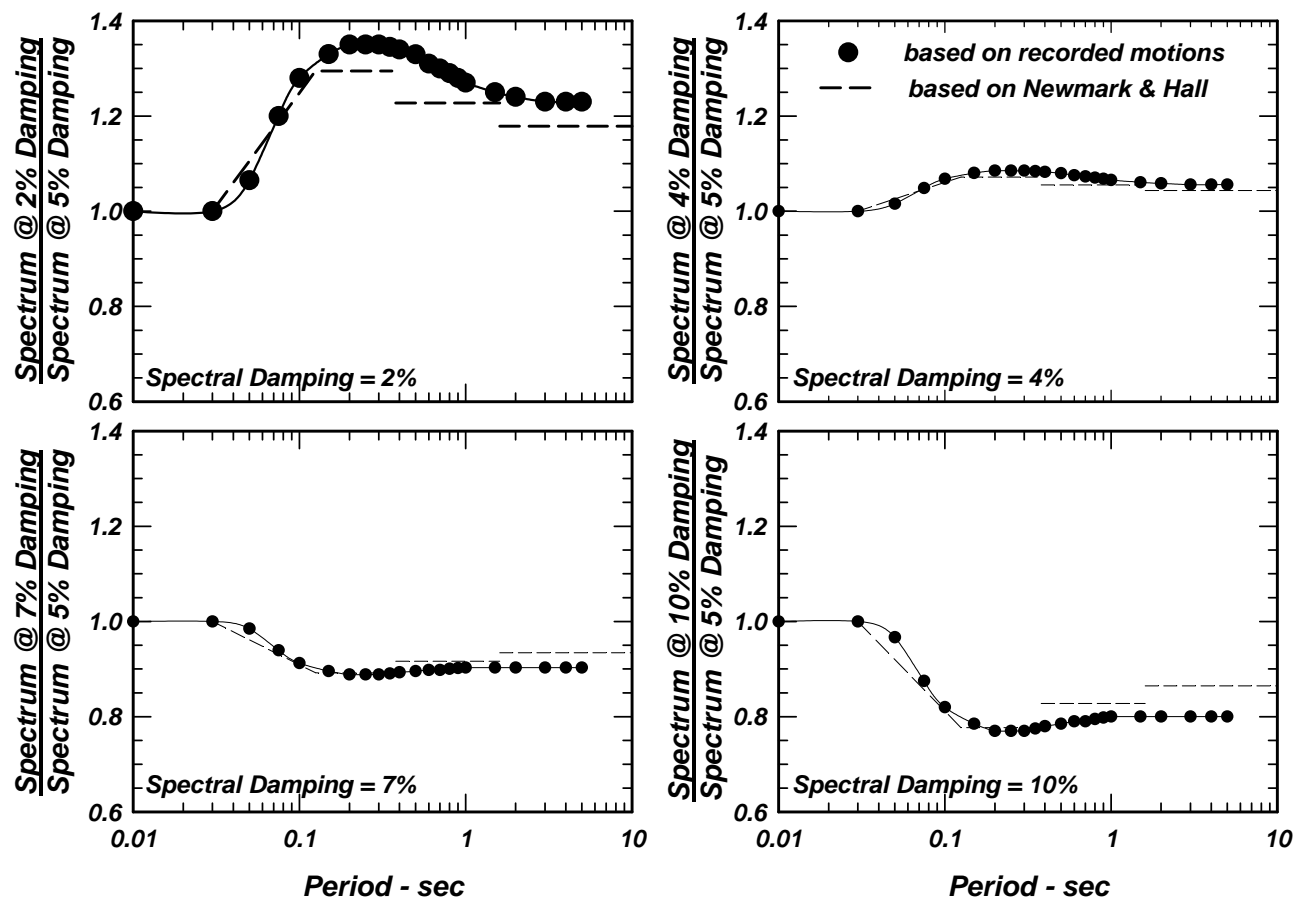 Spectrum @ 2% Damping
Spectrum @ 5% Damping
1.4
1.2
1.0
0.8
0.6
Spectral Damping = 2%
Spectrum @ 4% Damping
Spectrum @ 5% Damping
1.4
1.2
1.0
0.8
0.6
based on recorded motions
based on Newmark & Hall
Spectral Damping = 4%
Spectrum @ 7% Damping
Spectrum @ 5% Damping
1.4
1.2
1.0
0.8
0.6
Spectral Damping = 7%
0.01
0.1
1
10
Period - sec
Spectrum @ 10% Damping
Spectrum @ 5% Damping
1.4
1.2
1.0
0.8
0.6
Spectral Damping = 10%
0.01
0.1
1
10
Period - sec